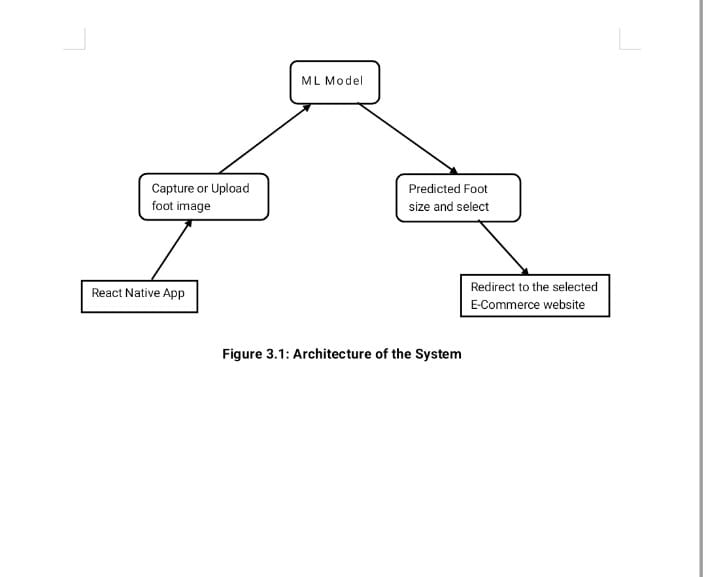 ML Model
Capture or Upload
foot image
Predicted Foot
size and select
React Native App
Redirect to the selected
E-Commerce website
Figure 3.1: Architecture of the System